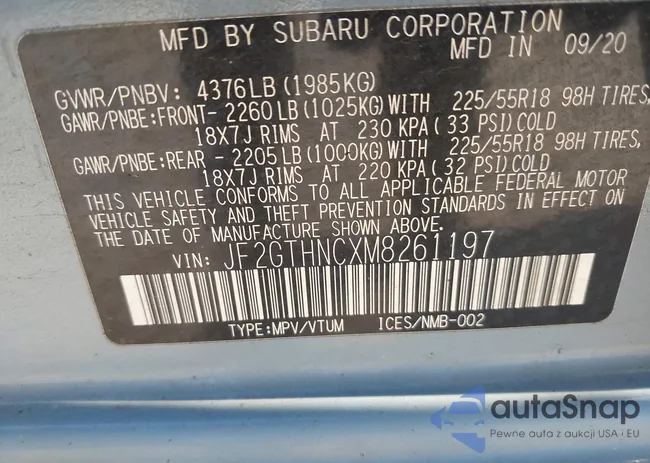 MFD BY SUBARU CORPORATION
MFD IN 09/20
GVWR/PNBV: 4376LB(1985KG)
GAWR/PNBE:FRONT- 2260LB(1025KG)WITH 225/55R18 98H TIRES,
18X7J RIMS AT 230 KPA( 33 PSI)COLD
GAWR/PNBE:REAR - 2205LB(1000KG)WITH 225/55R18 98H TIRES,
18X7J RIMS AT 220 KPA( 32 PSI)COLD
THIS VEHICLE CONFORMS TO ALL APPLICABLE FEDERAL MOTOR
VEHICLE SAFETY AND THEFT PREVENTION STANDARDS IN EFFECT ON
THE DATE OF MANUFACTURE SHOWN ABOVE.
VIN: JF2GTHNCXM8261197
TYPE:MPV/VTUM ICES/NMB-002
autaSnap
Pewne auta z aukcji USA i EU